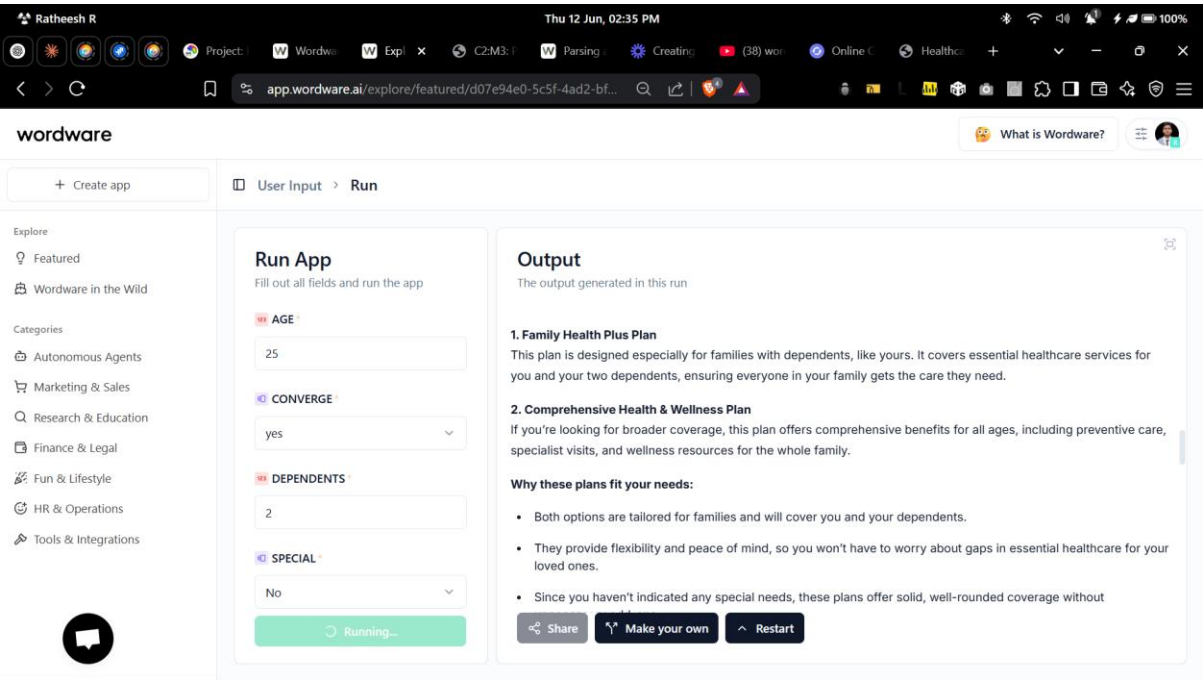 Ratheesh R
Thu 12 Jun, 02:35 PM
100%
Project:
Wordwa
Expl
C2:M3: P
Parsing
Creating
(38) wor
Online C
Healthca
app.wordware.ai/explore/featured/d07e94e0-5c5f-4ad2-bf...
wordware
What is Wordware?
+ Create app
User Input > Run
Explore
Featured
Wordware in the Wild
Categories
Autonomous Agents
Marketing & Sales
Research & Education
Finance & Legal
Fun & Lifestyle
HR & Operations
Tools & Integrations
Run App
Fill out all fields and run the app
AGE
25
CONVERGE
yes
DEPENDENTS
2
SPECIAL
No
Running...
Output
The output generated in this run
1. Family Health Plus Plan
This plan is designed especially for families with dependents, like yours. It covers essential healthcare services for
you and your two dependents, ensuring everyone in your family gets the care they need.
2. Comprehensive Health & Wellness Plan
If you're looking for broader coverage, this plan offers comprehensive benefits for all ages, including preventive care,
specialist visits, and wellness resources for the whole family.
Why these plans fit your needs:
• Both options are tailored for families and will cover you and your dependents.
• They provide flexibility and peace of mind, so you won't have to worry about gaps in essential healthcare for your
loved ones.
• Since you haven't indicated any special needs, these plans offer solid, well-rounded coverage without
Share
Make your own
Restart